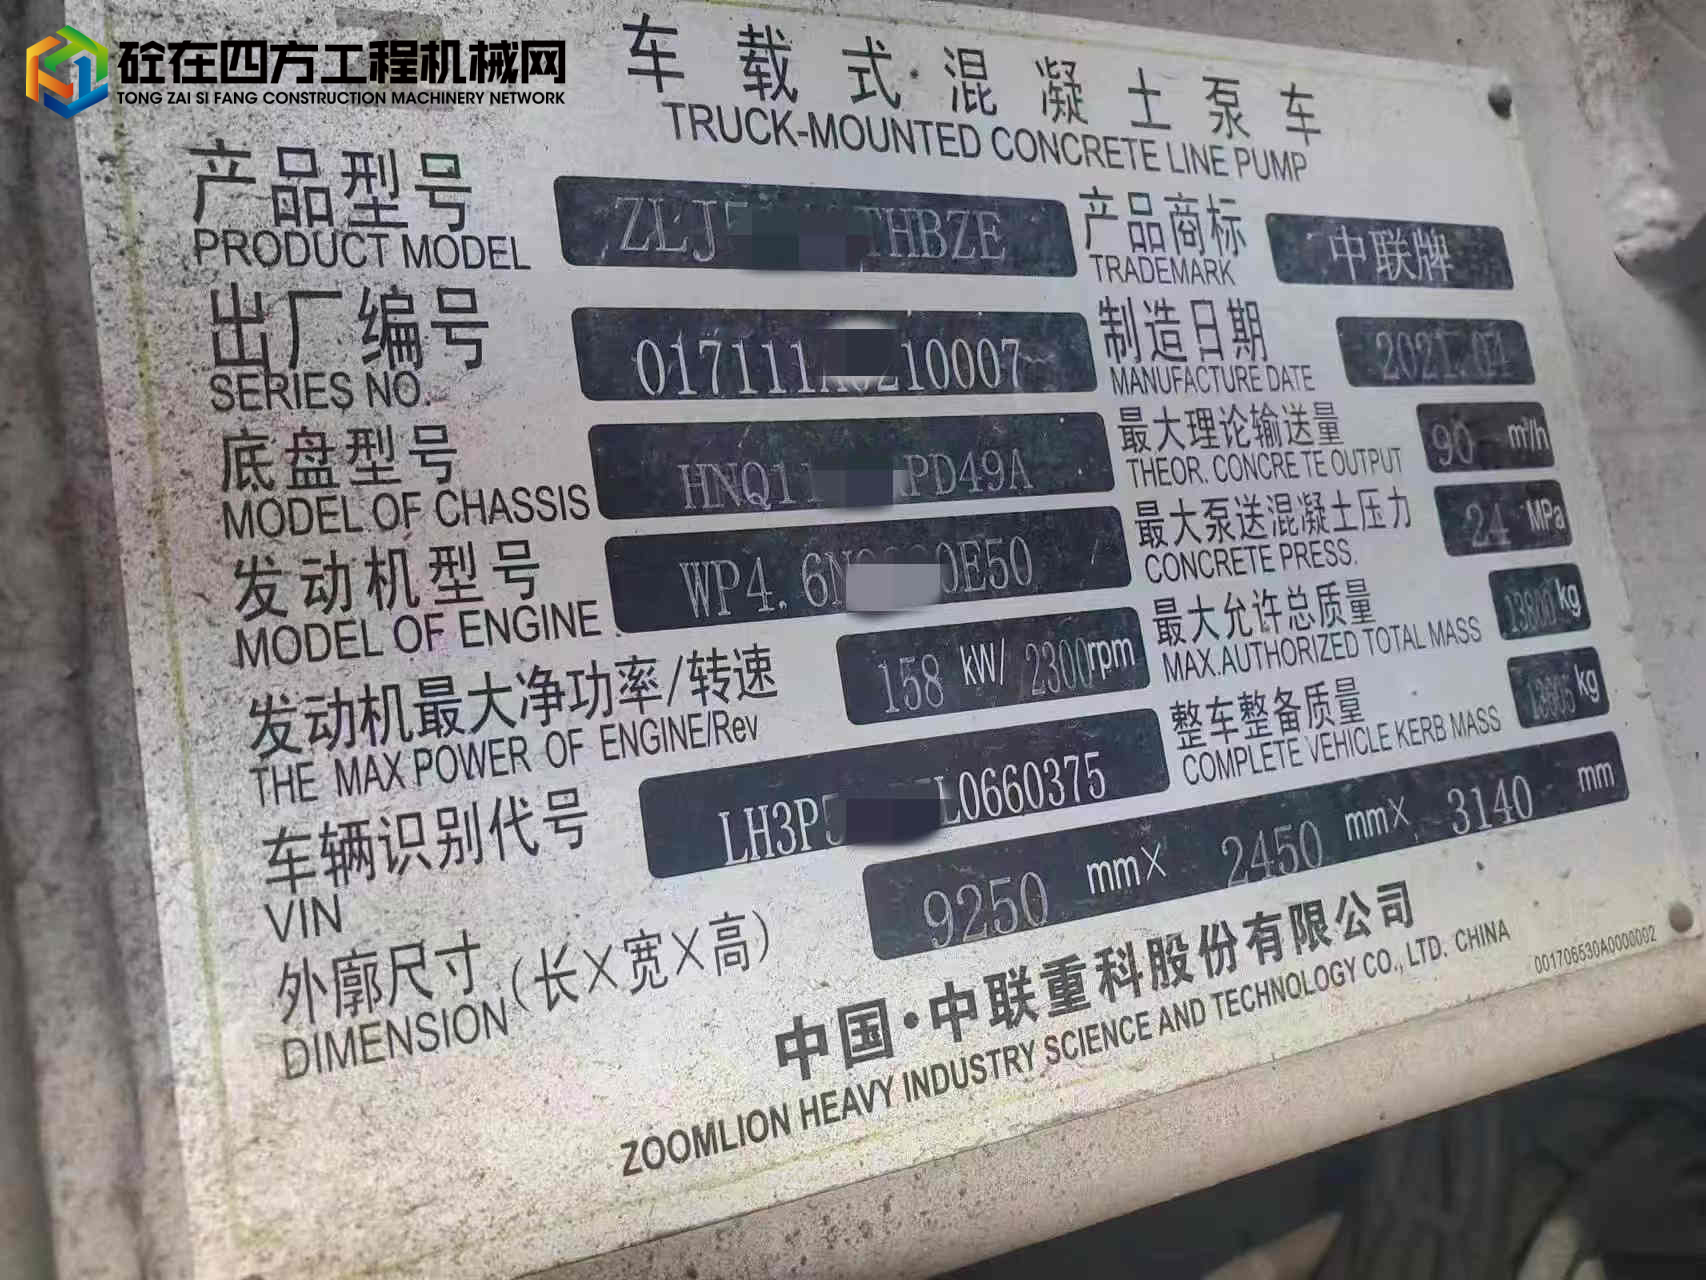 砼在四方工程机械网
TONG ZAI SI FANG CONSTRUCTION MACHINERY NETWORK
车载式混凝土泵车
TRUCK-MOUNTED CONCRETE LINE PUMP
产品型号 THBZE
PRODUCT MODEL
产品商标 中联牌
TRADEMARK
出厂编号 017111 10007
SERIES NO.
制造日期 2021.04
MANUFACTURE DATE
底盘型号 HNQ11 PD49A
MODEL OF CHASSIS
最大理论输送量 90 m³/h
THEOR. CONCRETE OUTPUT
发动机型号 WP4.6N 0E50
MODEL OF ENGINE
最大泵送混凝土压力 24 MPa
CONCRETE PRESS.
发动机最大净功率/转速 158 kW/ 2300rpm
THE MAX POWER OF ENGINE/Rev
最大允许总质量 kg
MAX.AUTHORIZED TOTAL MASS
整车整备质量 kg
COMPLETE VEHICLE KERB MASS
车辆识别代号 LH3P5 L0660375
VIN
外廓尺寸(长×宽×高) 9250 mm× 2450 mm× 3140 mm
DIMENSION
中国·中联重科股份有限公司
ZOOMLION HEAVY INDUSTRY SCIENCE AND TECHNOLOGY CO., LTD. CHINA
001706530A0000002